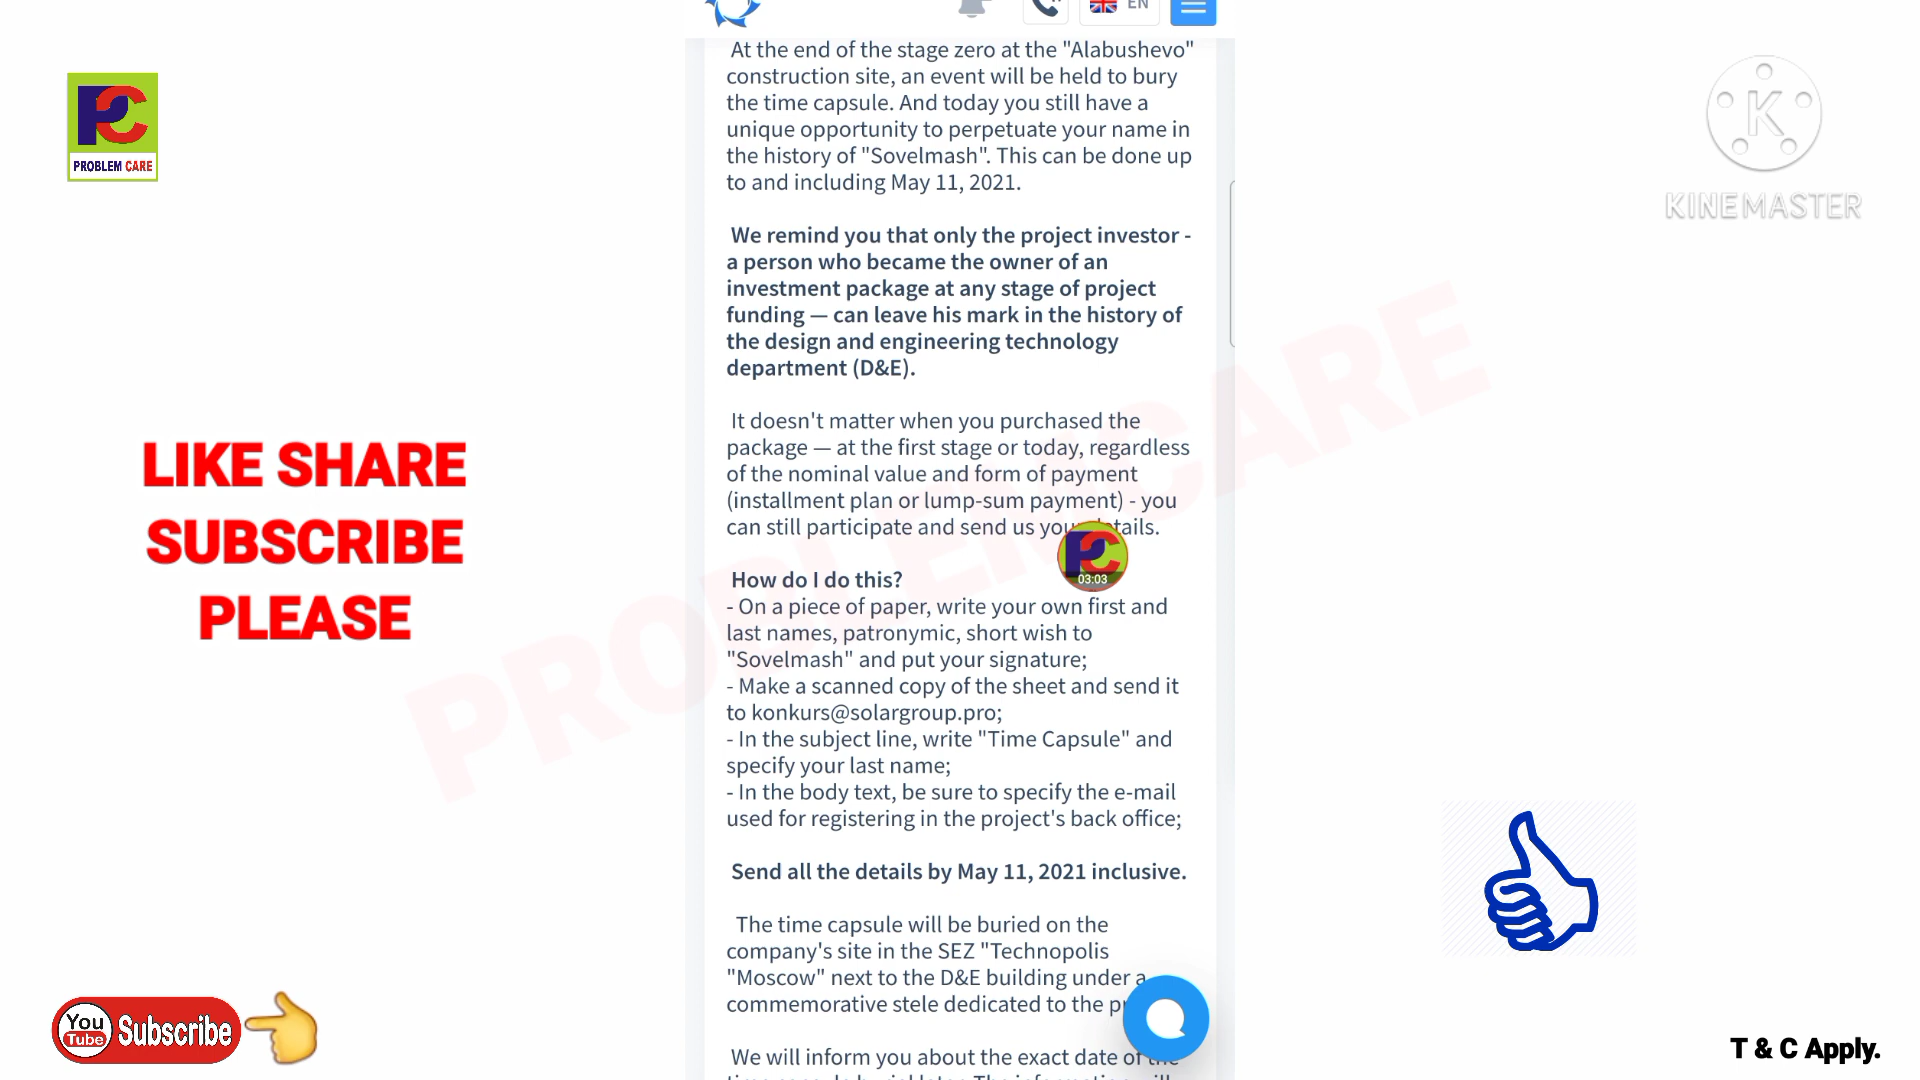 EN
At the end of the stage zero at the "Alabushevo"
construction site, an event will be held to bury
the time capsule. And today you still have a
unique opportunity to perpetuate your name in
the history of "Sovelmash". This can be done up
to and including May 11, 2021.
We remind you that only the project investor -
a person who became the owner of an
investment package at any stage of project
funding — can leave his mark in the history of
the design and engineering technology
department (D&E).
It doesn't matter when you purchased the
package — at the first stage or today, regardless
of the nominal value and form of payment
(installment plan or lump-sum payment) - you
can still participate and send us your details.
03:03
How do I do this?
- On a piece of paper, write your own first and
last names, patronymic, short wish to
"Sovelmash" and put your signature;
- Make a scanned copy of the sheet and send it
to konkurs@solargroup.pro;
- In the subject line, write "Time Capsule" and
specify your last name;
- In the body text, be sure to specify the e-mail
used for registering in the project's back office;
Send all the details by May 11, 2021 inclusive.
The time capsule will be buried on the
company's site in the SEZ "Technopolis
"Moscow" next to the D&E building under a
commemorative stele dedicated to the
We will inform you about the exact date of the
PC
PROBLEM CARE
K
KINEMASTER
LIKE SHARE
SUBSCRIBE
PLEASE
PROBLEM CARE
You
Tube
Subscribe
T & C Apply.